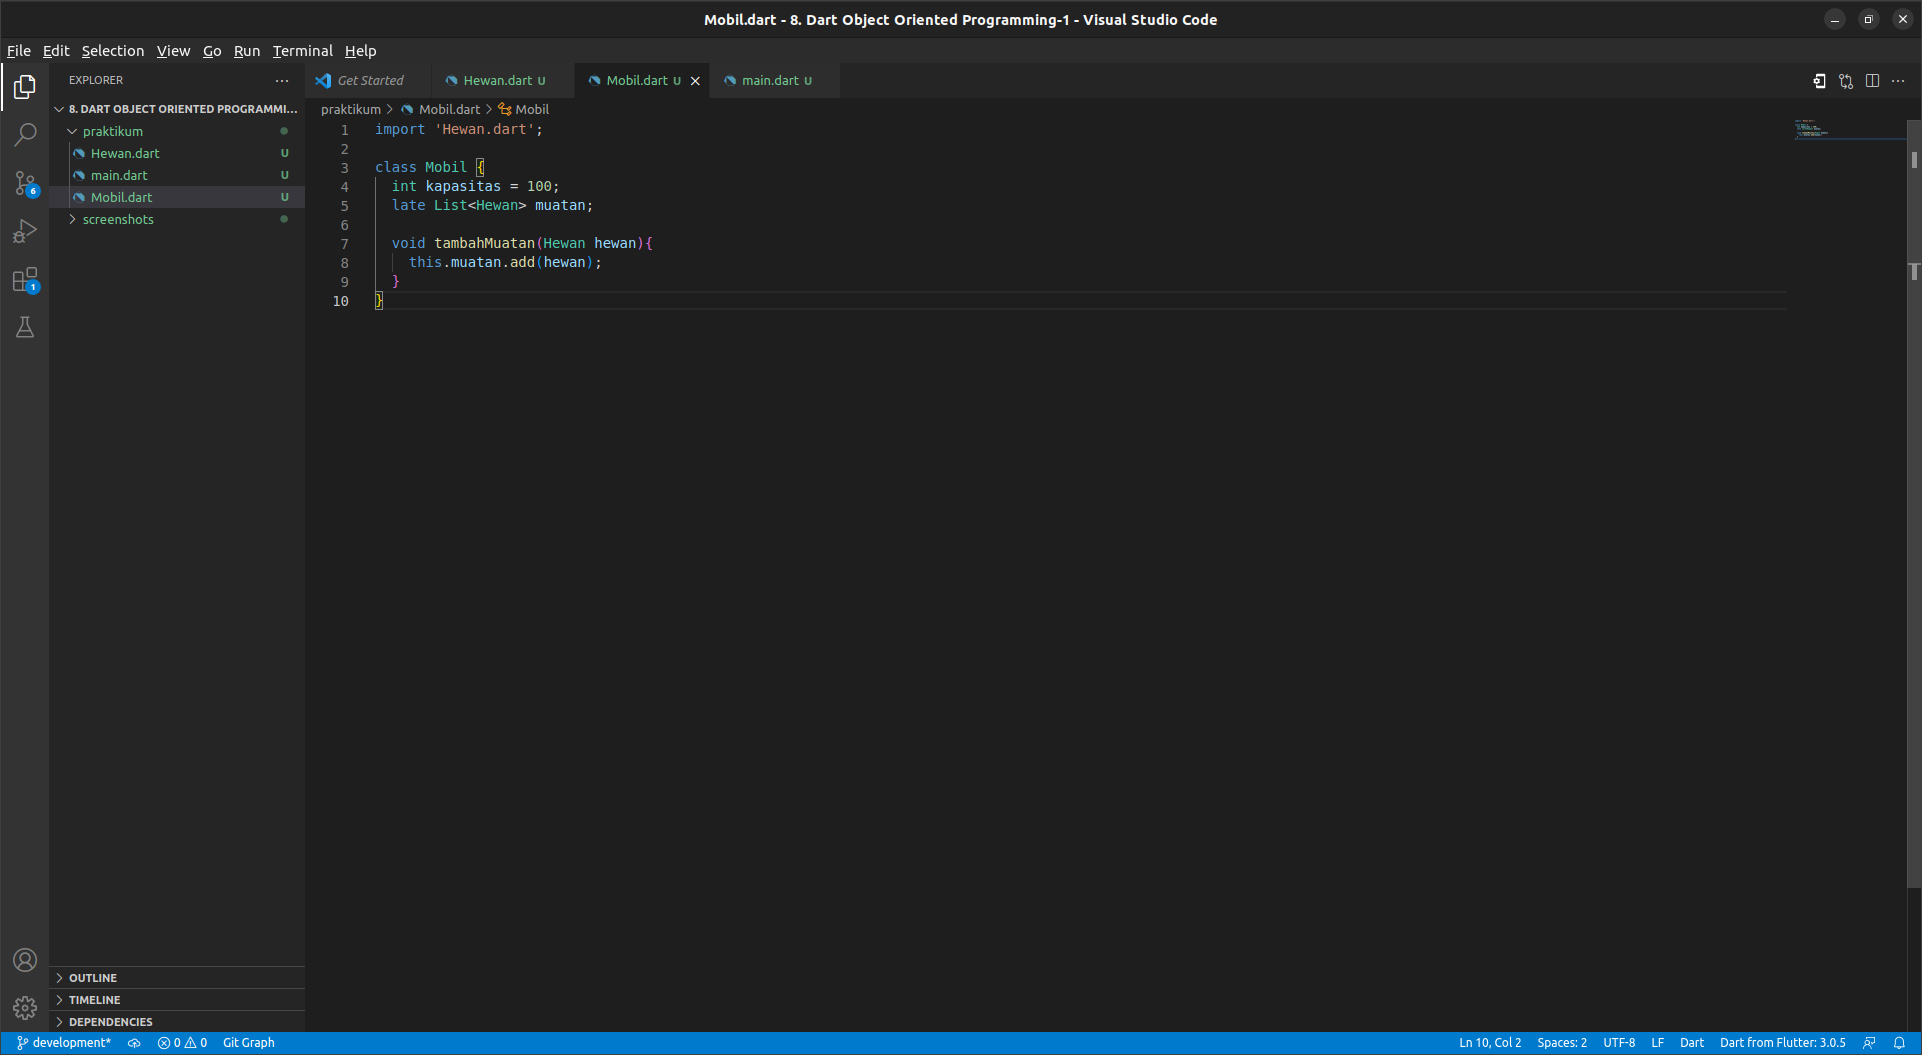 Mobil.dart - 8. Dart Object Oriented Programming-1 - Visual Studio Code
File Edit Selection View Go Run Terminal Help
EXPLORER
8. DART OBJECT ORIENTED PROGRAMMI...
praktikum
Hewan.dart U
main.dart U
Mobil.dart U
screenshots
6
1
OUTLINE
TIMELINE
DEPENDENCIES
Get Started Hewan.dart U Mobil.dart U main.dart U
praktikum > Mobil.dart > Mobil
1 import 'Hewan.dart';
2
3 class Mobil {
4 int kapasitas = 100;
5 late List<Hewan> muatan;
6
7 void tambahMuatan(Hewan hewan){
8 this.muatan.add(hewan);
9 }
10 }
development* 0 0 Git Graph Ln 10, Col 2 Spaces: 2 UTF-8 LF Dart Dart from Flutter: 3.0.5